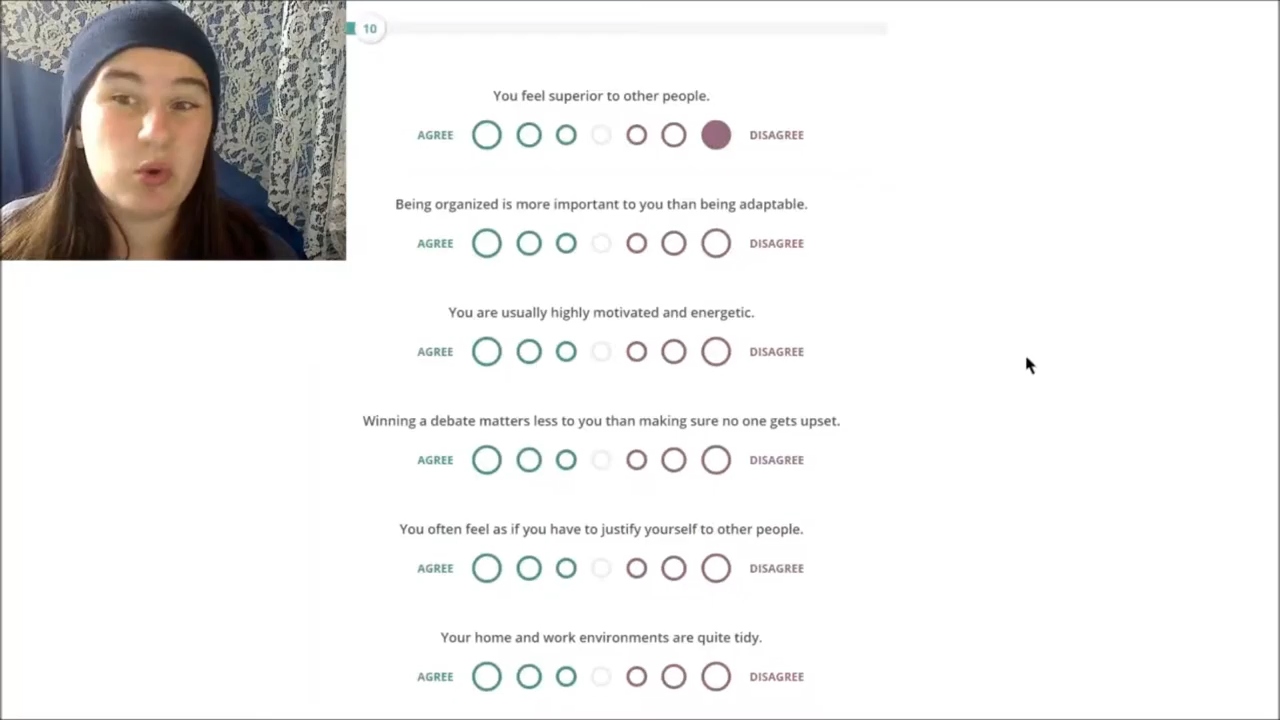 10
You feel superior to other people.
AGREE DISAGREE
Being organized is more important to you than being adaptable.
AGREE DISAGREE
You are usually highly motivated and energetic.
AGREE DISAGREE
Winning a debate matters less to you than making sure no one gets upset.
AGREE DISAGREE
You often feel as if you have to justify yourself to other people.
AGREE DISAGREE
Your home and work environments are quite tidy.
AGREE DISAGREE